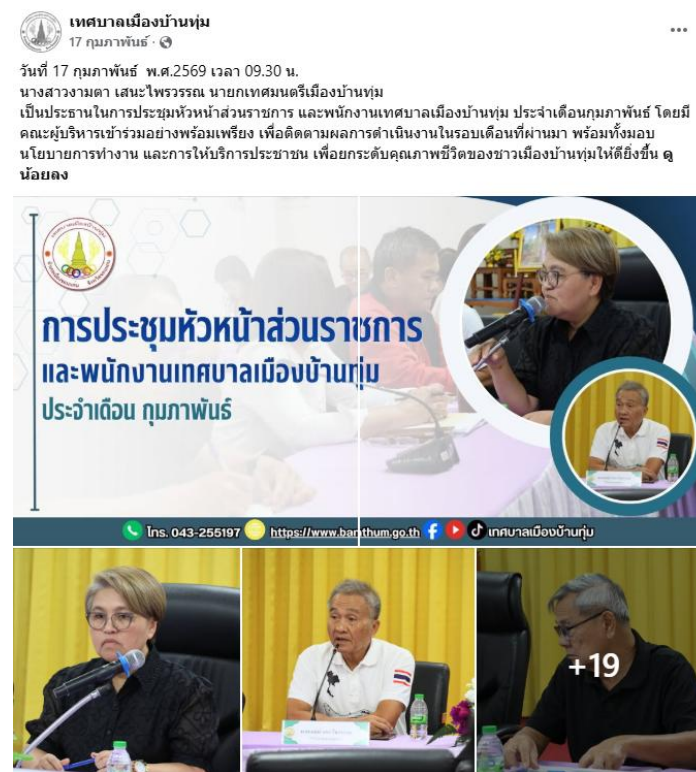 เทศบาลเมืองบ้านทุ่ม
17 กุมภาพันธ์ ·
วันที่ 17 กุมภาพันธ์ พ.ศ.2569 เวลา 09.30 น.
นางสาวงามตา เสนะไพรวรรณ นายกเทศมนตรีเมืองบ้านทุ่ม
เป็นประธานในการประชุมหัวหน้าส่วนราชการ และพนักงานเทศบาลเมืองบ้านทุ่ม ประจำเดือนกุมภาพันธ์ โดยมี
คณะผู้บริหารเข้าร่วมอย่างพร้อมเพรียง เพื่อติดตามผลการดำเนินงานในรอบเดือนที่ผ่านมา พร้อมทั้งมอบ
นโยบายการทำงาน และการให้บริการประชาชน เพื่อยกระดับคุณภาพชีวิตของชาวเมืองบ้านทุ่มให้ดียิ่งขึ้น ดู
น้อยลง
การประชุมหัวหน้าส่วนราชการ
และพนักงานเทศบาลเมืองบ้านทุ่ม
ประจำเดือน กุมภาพันธ์
โทร. 043-255197 https://www.banthum.go.th เทศบาลเมืองบ้านทุ่ม
+19